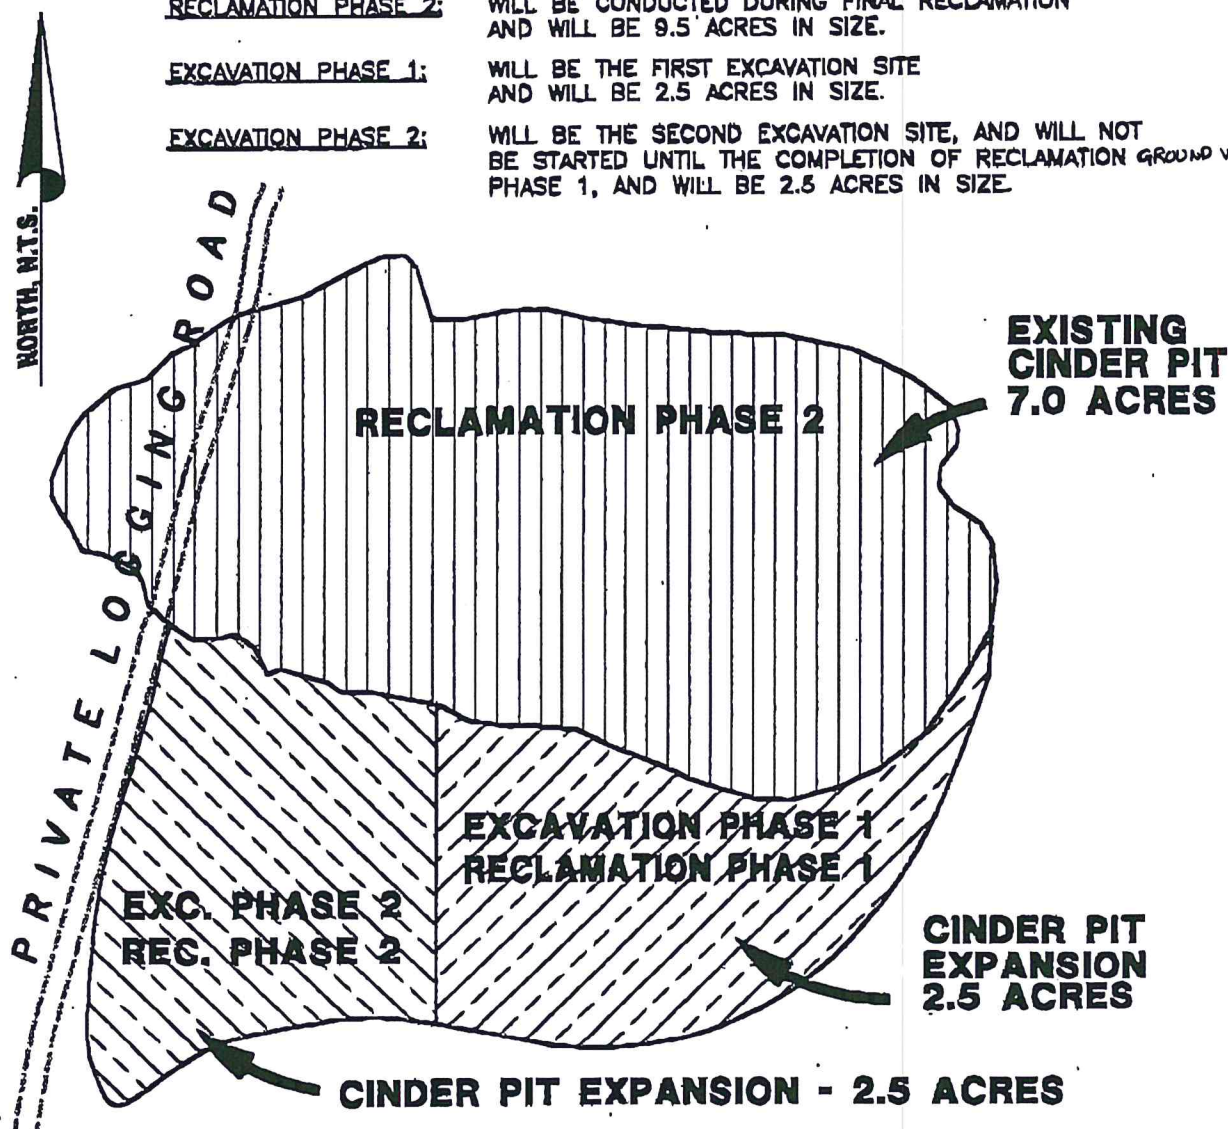 RECLAMATION PHASE 2: WILL BE CONDUCTED DURING FINAL RECLAMATION
AND WILL BE 9.5 ACRES IN SIZE.
EXCAVATION PHASE 1: WILL BE THE FIRST EXCAVATION SITE
AND WILL BE 2.5 ACRES IN SIZE.
EXCAVATION PHASE 2: WILL BE THE SECOND EXCAVATION SITE, AND WILL NOT
BE STARTED UNTIL THE COMPLETION OF RECLAMATION GROUND
PHASE 1, AND WILL BE 2.5 ACRES IN SIZE
NORTH, N.T.S.
PRIVATE LOGGING ROAD
EXISTING
CINDER PIT
7.0 ACRES
RECLAMATION PHASE 2
EXCAVATION PHASE 1
RECLAMATION PHASE 1
EXC. PHASE 2
REC. PHASE 2
CINDER PIT
EXPANSION
2.5 ACRES
CINDER PIT EXPANSION - 2.5 ACRES